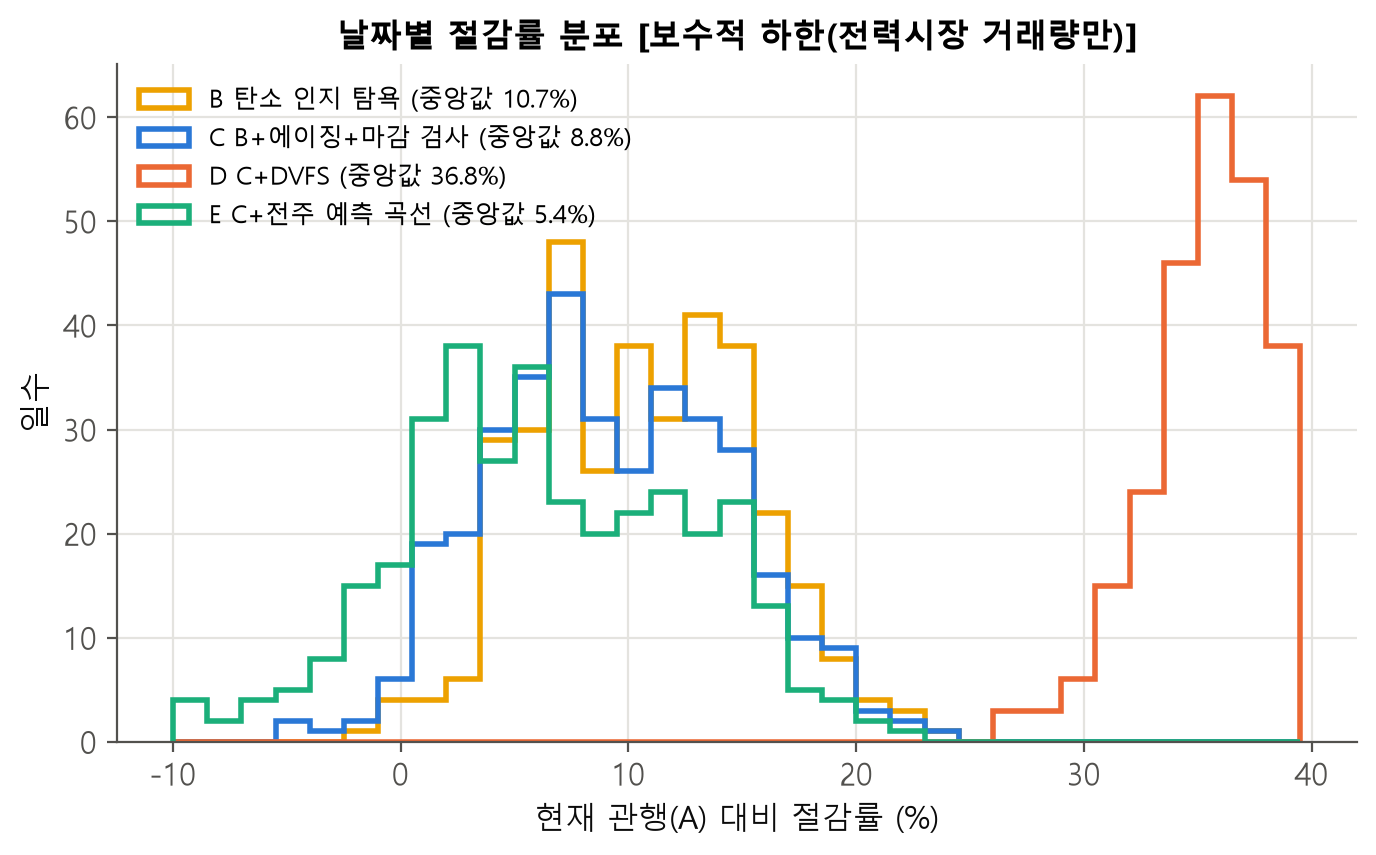 날짜별 절감률 분포 [보수적 하한(전력시장 거래량만)]
B 탄소 인지 탐욕 (중앙값 10.7%)
C B+에이징+마감 검사 (중앙값 8.8%)
D C+DVFS (중앙값 36.8%)
E C+전주 예측 곡선 (중앙값 5.4%)
60
50
40
30
20
10
0
일수
-10 0 10 20 30 40
현재 관행(A) 대비 절감률 (%)